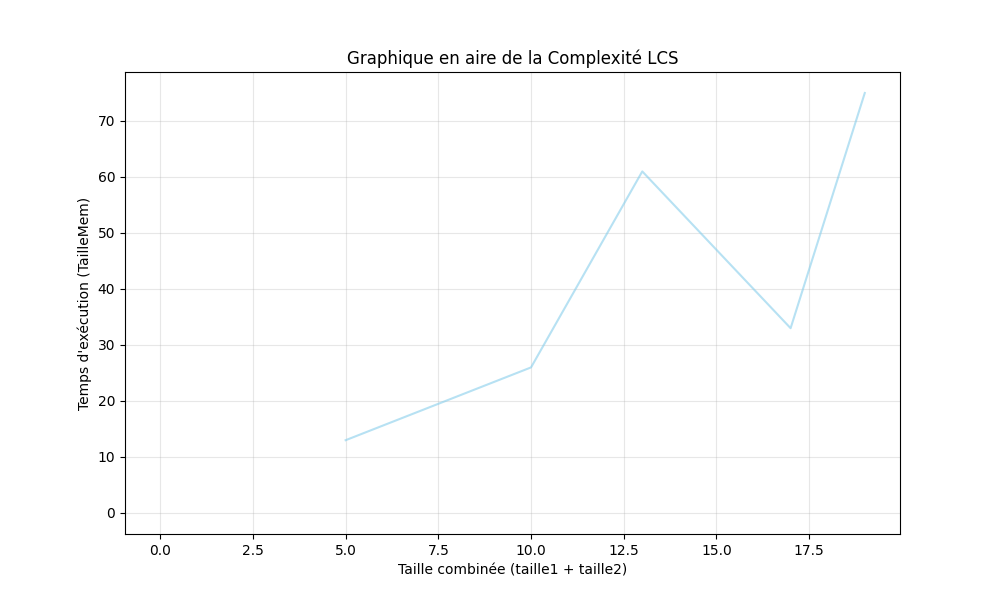 Graphique en aire de la Complexité LCS
Temps d'exécution (TailleMem)
70
60
50
40
30
20
10
0
0.0 2.5 5.0 7.5 10.0 12.5 15.0 17.5
Taille combinée (taille1 + taille2)